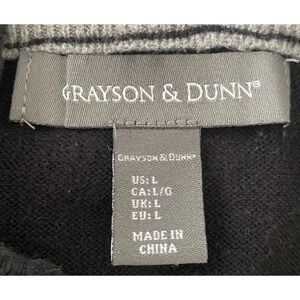 GRAYSON & DUNN®
GRAYSON & DUNN®
US: L
CA: L/G
UK: L
EU: L
MADE IN
CHINA